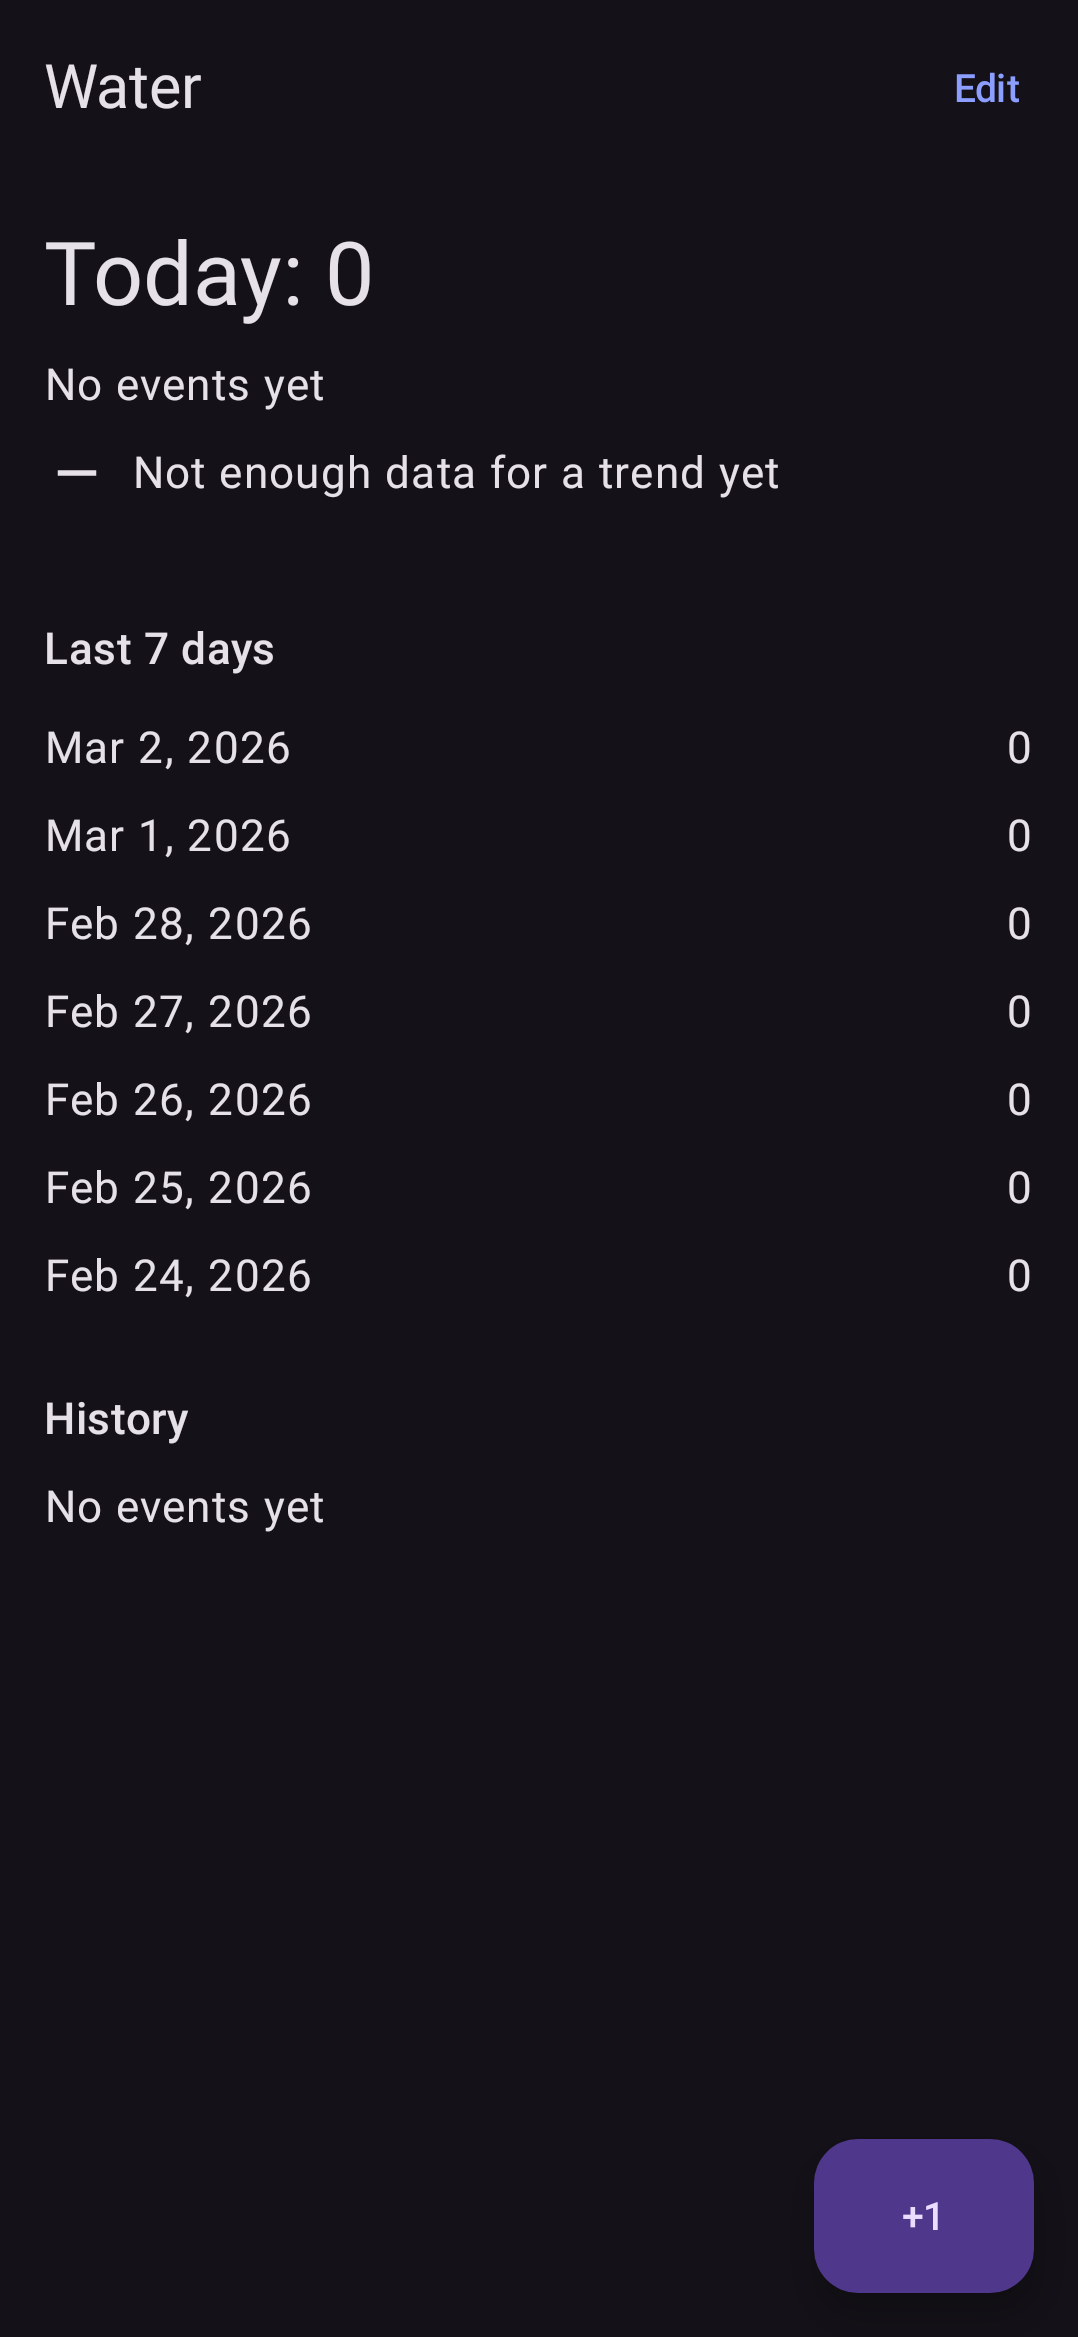 Water
Edit
Today: 0
No events yet
Not enough data for a trend yet
Last 7 days
Mar 2, 2026 0
Mar 1, 2026 0
Feb 28, 2026 0
Feb 27, 2026 0
Feb 26, 2026 0
Feb 25, 2026 0
Feb 24, 2026 0
History
No events yet
+1